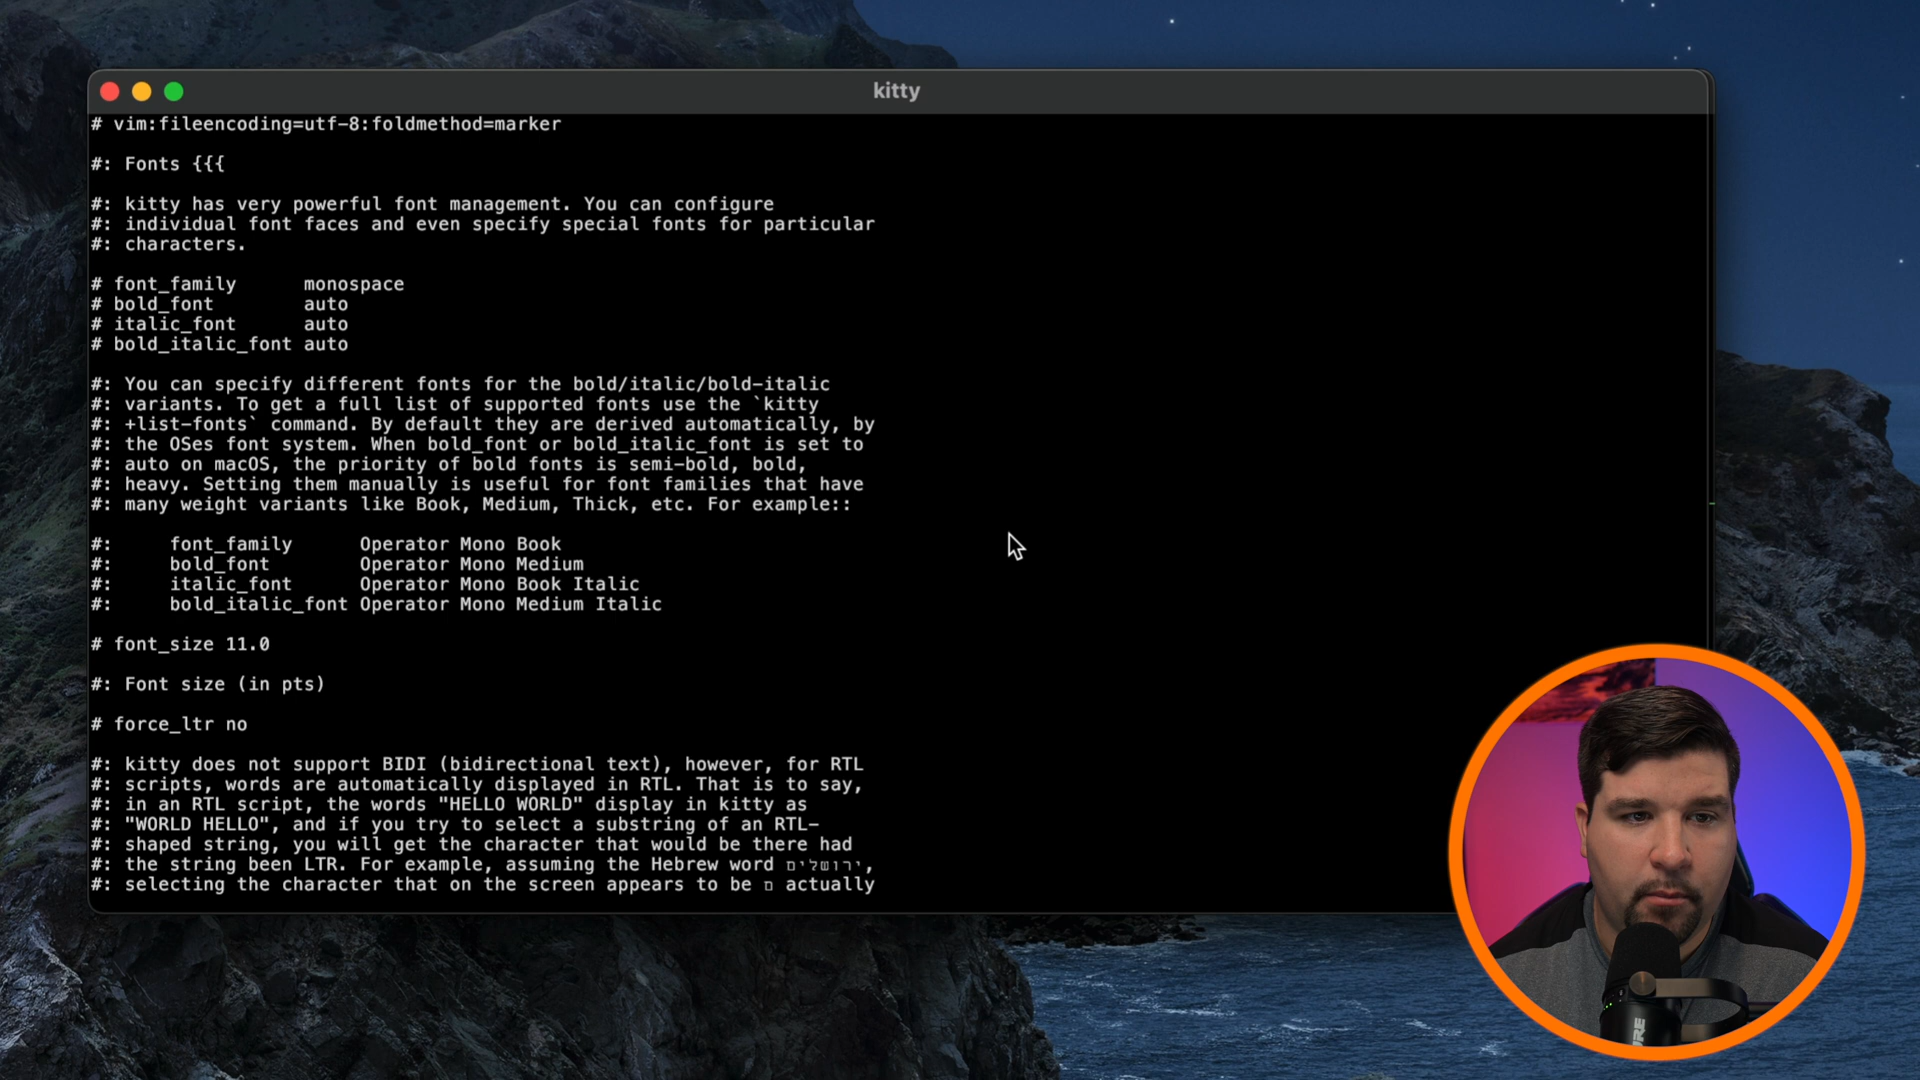 kitty
# vim:fileencoding=utf-8:foldmethod=marker
#: Fonts {{{
#: kitty has very powerful font management. You can configure
#: individual font faces and even specify special fonts for particular
#: characters.
# font_family      monospace
# bold_font        auto
# italic_font      auto
# bold_italic_font auto
#: You can specify different fonts for the bold/italic/bold-italic
#: variants. To get a full list of supported fonts use the `kitty
#: +list-fonts` command. By default they are derived automatically, by
#: the OSes font system. When bold_font or bold_italic_font is set to
#: auto on macOS, the priority of bold fonts is semi-bold, bold,
#: heavy. Setting them manually is useful for font families that have
#: many weight variants like Book, Medium, Thick, etc. For example::
#:     font_family      Operator Mono Book
#:     bold_font        Operator Mono Medium
#:     italic_font      Operator Mono Book Italic
#:     bold_italic_font Operator Mono Medium Italic
# font_size 11.0
#: Font size (in pts)
# force_ltr no
#: kitty does not support BIDI (bidirectional text), however, for RTL
#: scripts, words are automatically displayed in RTL. That is to say,
#: in an RTL script, the words "HELLO WORLD" display in kitty as
#: "WORLD HELLO", and if you try to select a substring of an RTL-
#: shaped string, you will get the character that would be there had
#: the string been LTR. For example, assuming the Hebrew word ירושלים,
#: selecting the character that on the screen appears to be ם actually